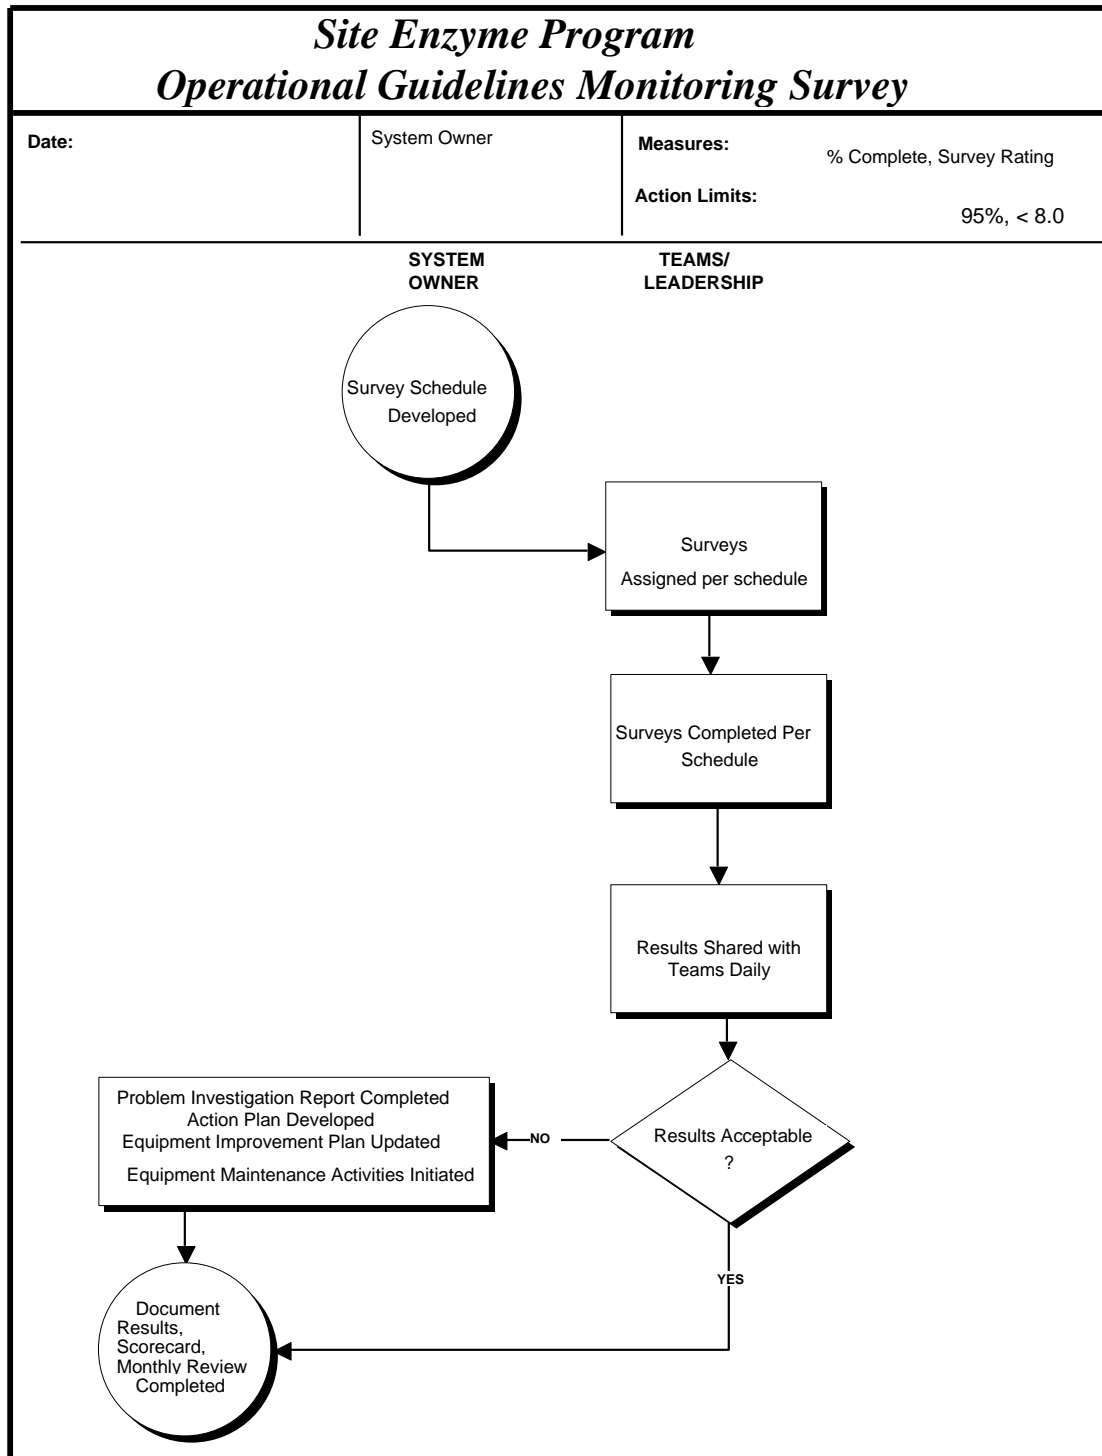 Site Enzyme Program
Operational Guidelines Monitoring Survey
Date:
System Owner
Measures:
% Complete, Survey Rating
Action Limits:
95%, < 8.0
SYSTEM
OWNER
TEAMS/
LEADERSHIP
Survey Schedule
Developed
Surveys
Assigned per schedule
Surveys Completed Per
Schedule
Results Shared with
Teams Daily
Results Acceptable
?
NO
Problem Investigation Report Completed
Action Plan Developed
Equipment Improvement Plan Updated
Equipment Maintenance Activities Initiated
YES
Document
Results,
Scorecard,
Monthly Review
Completed